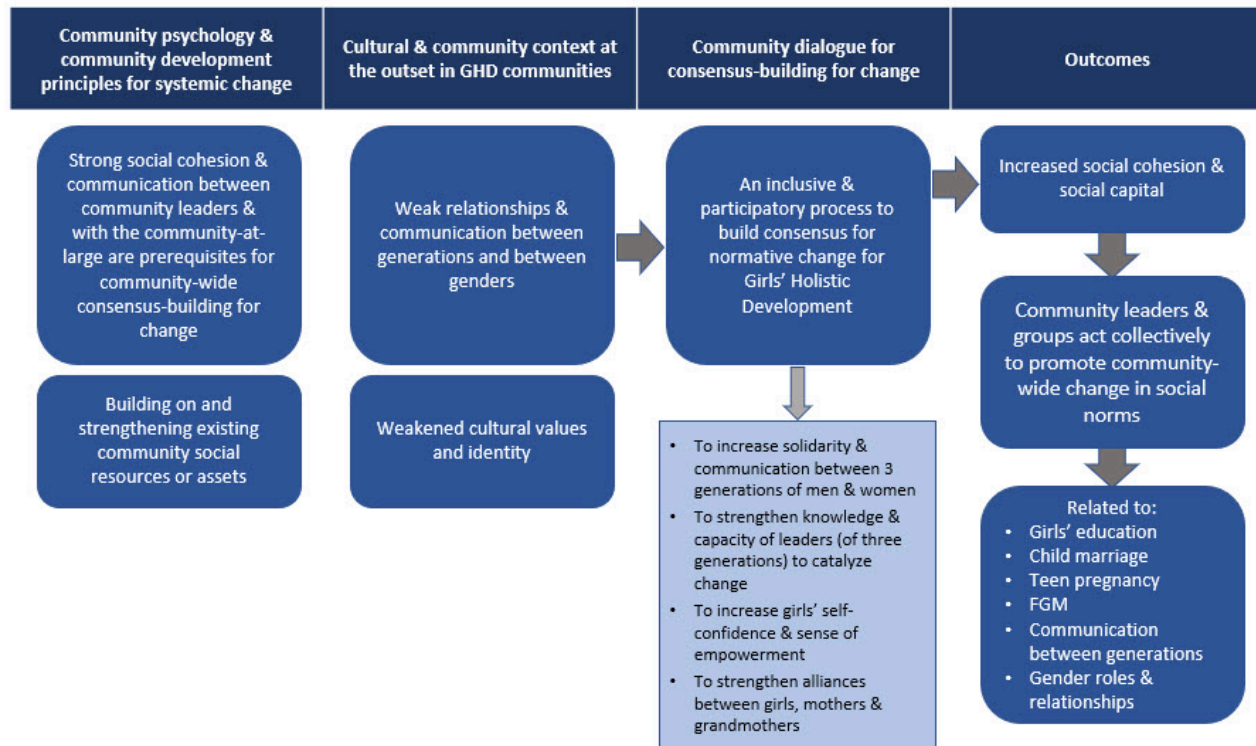 Community psychology &
community development
principles for systemic change
Cultural & community context at
the outset in GHD communities
Community dialogue for
consensus-building for change
Outcomes
Strong social cohesion &
communication between
community leaders &
with the community-at-
large are prerequisites for
community-wide
consensus-building for
change
Building on and
strengthening existing
community social
resources or assets
Weak relationships &
communication between
generations and between
genders
Weakened cultural values
and identity
An inclusive &
participatory process to
build consensus for
normative change for
Girls' Holistic
Development
• To increase solidarity &
communication between 3
generations of men & women
• To strengthen knowledge &
capacity of leaders (of three
generations) to catalyze
change
• To increase girls' self-
confidence & sense of
empowerment
• To strengthen alliances
between girls, mothers &
grandmothers
Increased social cohesion &
social capital
Community leaders &
groups act collectively
to promote community-
wide change in social
norms
Related to:
• Girls' education
• Child marriage
• Teen pregnancy
• FGM
• Communication
between generations
• Gender roles &
relationships